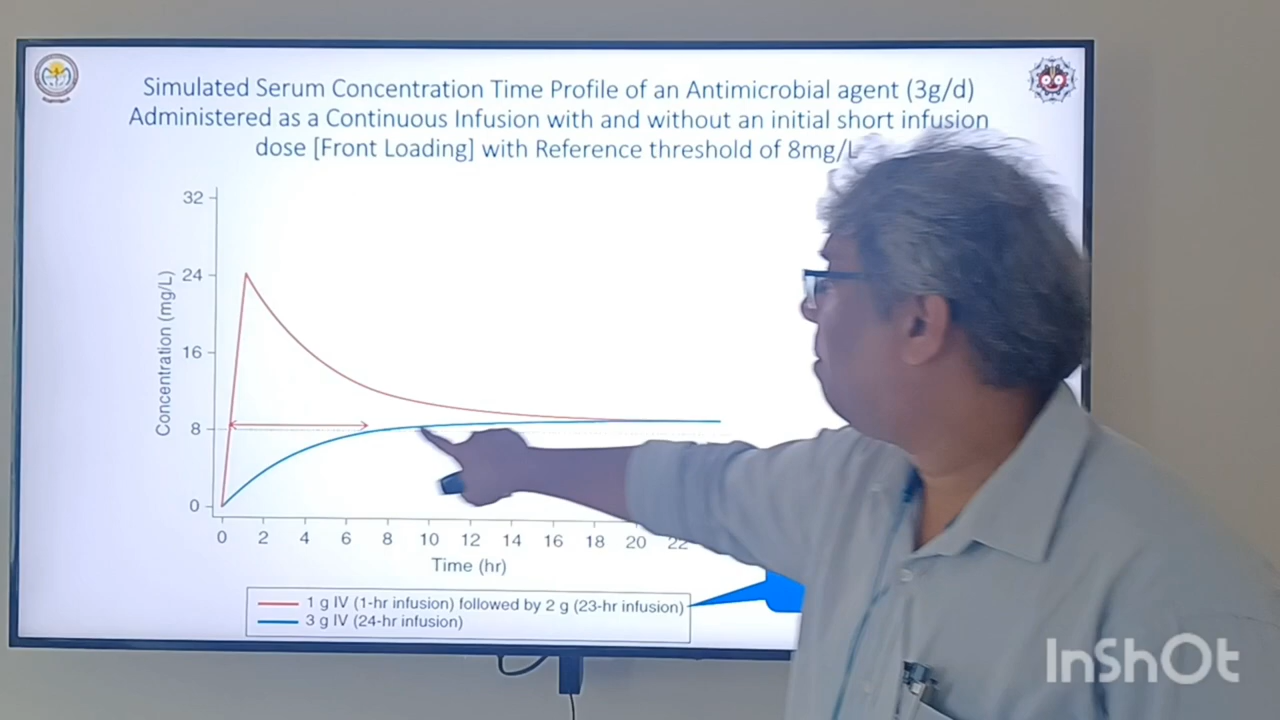 Simulated Serum Concentration Time Profile of an Antimicrobial agent (3g/d)
Administered as a Continuous Infusion with and without an initial short infusion
dose [Front Loading] with Reference threshold of 8mg/L
32
24
16
8
0
Concentration (mg/L)
0 2 4 6 8 10 12 14 16 18 20 22
Time (hr)
1 g IV (1-hr infusion) followed by 2 g (23-hr infusion)
3 g IV (24-hr infusion)
InShOt